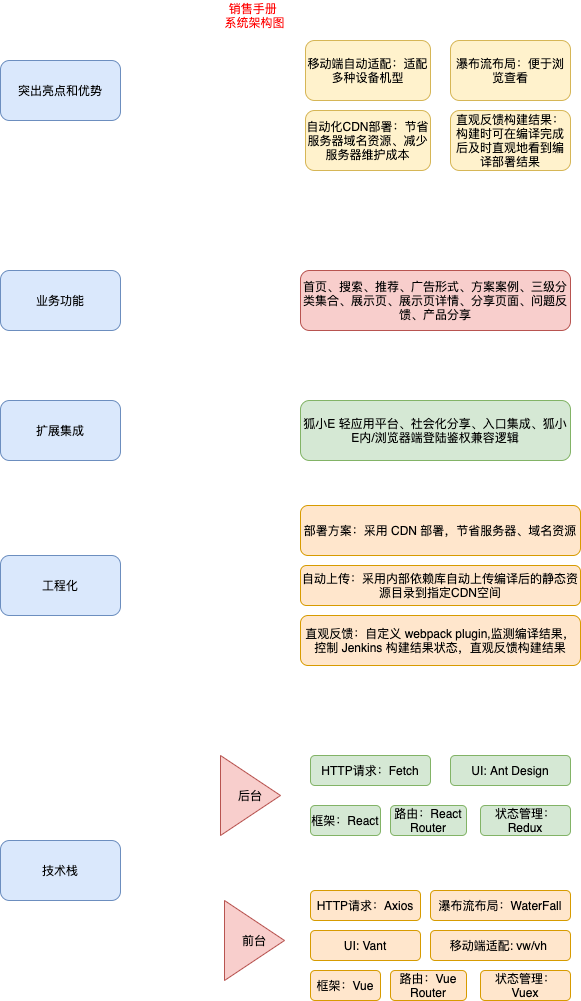 销售手册
系统架构图
突出亮点和优势
移动端自动适配：适配
多种设备机型
瀑布流布局：便于浏
览查看
自动化CDN部署：节省
服务器域名资源、减少
服务器维护成本
直观反馈构建结果：
构建时可在编译完成
后及时直观地看到编
译部署结果
业务功能
首页、搜索、推荐、广告形式、方案案例、三级分
类集合、展示页、展示页详情、分享页面、问题反
馈、产品分享
扩展集成
狐小E 轻应用平台、社会化分享、入口集成、狐小
E内/浏览器端登陆鉴权兼容逻辑
工程化
部署方案：采用 CDN 部署，节省服务器、域名资源
自动上传：采用内部依赖库自动上传编译后的静态资
源目录到指定CDN空间
直观反馈：自定义 webpack plugin,监测编译结果，
控制 Jenkins 构建结果状态，直观反馈构建结果
技术栈
后台
HTTP请求：Fetch
UI: Ant Design
框架：React
路由：React
Router
状态管理：
Redux
前台
HTTP请求：Axios
瀑布流布局：WaterFall
UI: Vant
移动端适配: vw/vh
框架：Vue
路由：Vue
Router
状态管理：
Vuex